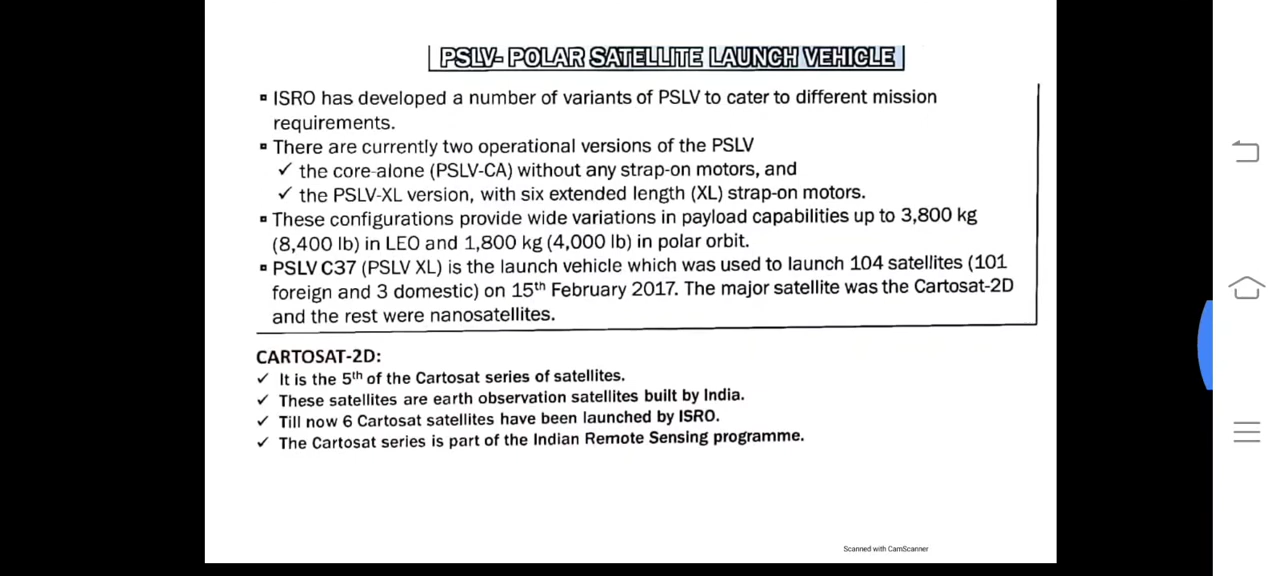 PSLV- POLAR SATELLITE LAUNCH VEHICLE
▪ ISRO has developed a number of variants of PSLV to cater to different mission
requirements.
▪ There are currently two operational versions of the PSLV
✓ the core-alone (PSLV-CA) without any strap-on motors, and
✓ the PSLV-XL version, with six extended length (XL) strap-on motors.
▪ These configurations provide wide variations in payload capabilities up to 3,800 kg
(8,400 lb) in LEO and 1,800 kg (4,000 lb) in polar orbit.
▪ PSLV C37 (PSLV XL) is the launch vehicle which was used to launch 104 satellites (101
foreign and 3 domestic) on 15th February 2017. The major satellite was the Cartosat-2D
and the rest were nanosatellites.
CARTOSAT-2D:
✓ It is the 5th of the Cartosat series of satellites.
✓ These satellites are earth observation satellites built by India.
✓ Till now 6 Cartosat satellites have been launched by ISRO.
✓ The Cartosat series is part of the Indian Remote Sensing programme.
Scanned with CamScanner